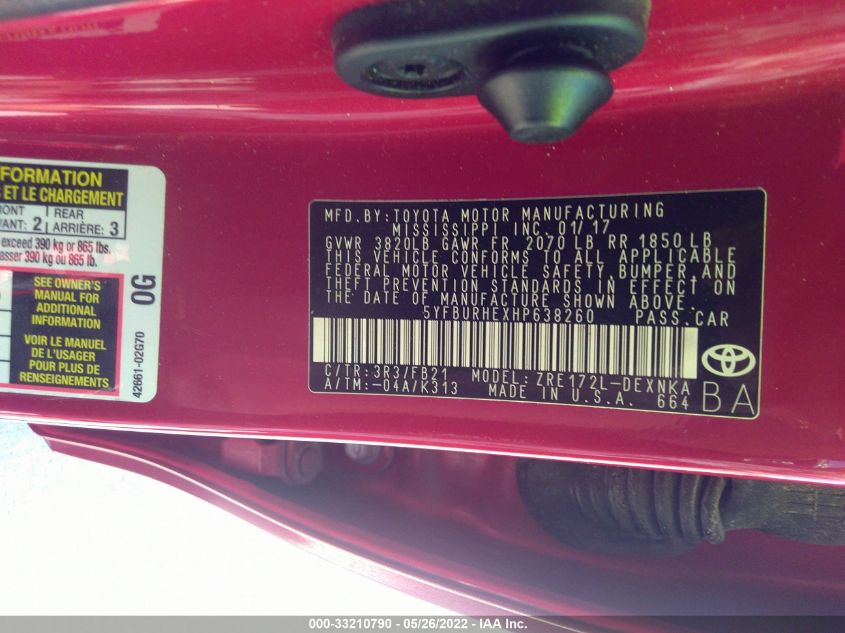 FORMATION
ET LE CHARGEMENT
FRONT
REAR
2
ARRIÈRE: 3
exceed 390 kg or 865 lbs.
passer 390 kg ou 865 lb.
SEE OWNER'S
MANUAL FOR
ADDITIONAL
INFORMATION
VOIR LE MANUEL
DE L'USAGER
POUR PLUS DE
RENSEIGNEMENTS
0G
42661-02G70
MFD. BY: TOYOTA MOTOR MANUFACTURING
MISSISSIPPI INC. 01/17
GVWR 3820LB GAWR FR 2070 LB RR 1850 LB
THIS VEHICLE CONFORMS TO ALL APPLICABLE
FEDERAL MOTOR VEHICLE SAFETY, BUMPER, AND
THEFT PREVENTION STANDARDS IN EFFECT ON
THE DATE OF MANUFACTURE SHOWN ABOVE.
5YFBURHEXHP638260 PASS. CAR
C/TR: 3R3/FB21 MODEL: ZRE172L-DEXNKA
A/TM: -04A/K313 MADE IN U.S.A. 664
BA
000-33210790 - 05/26/2022 - IAA Inc.